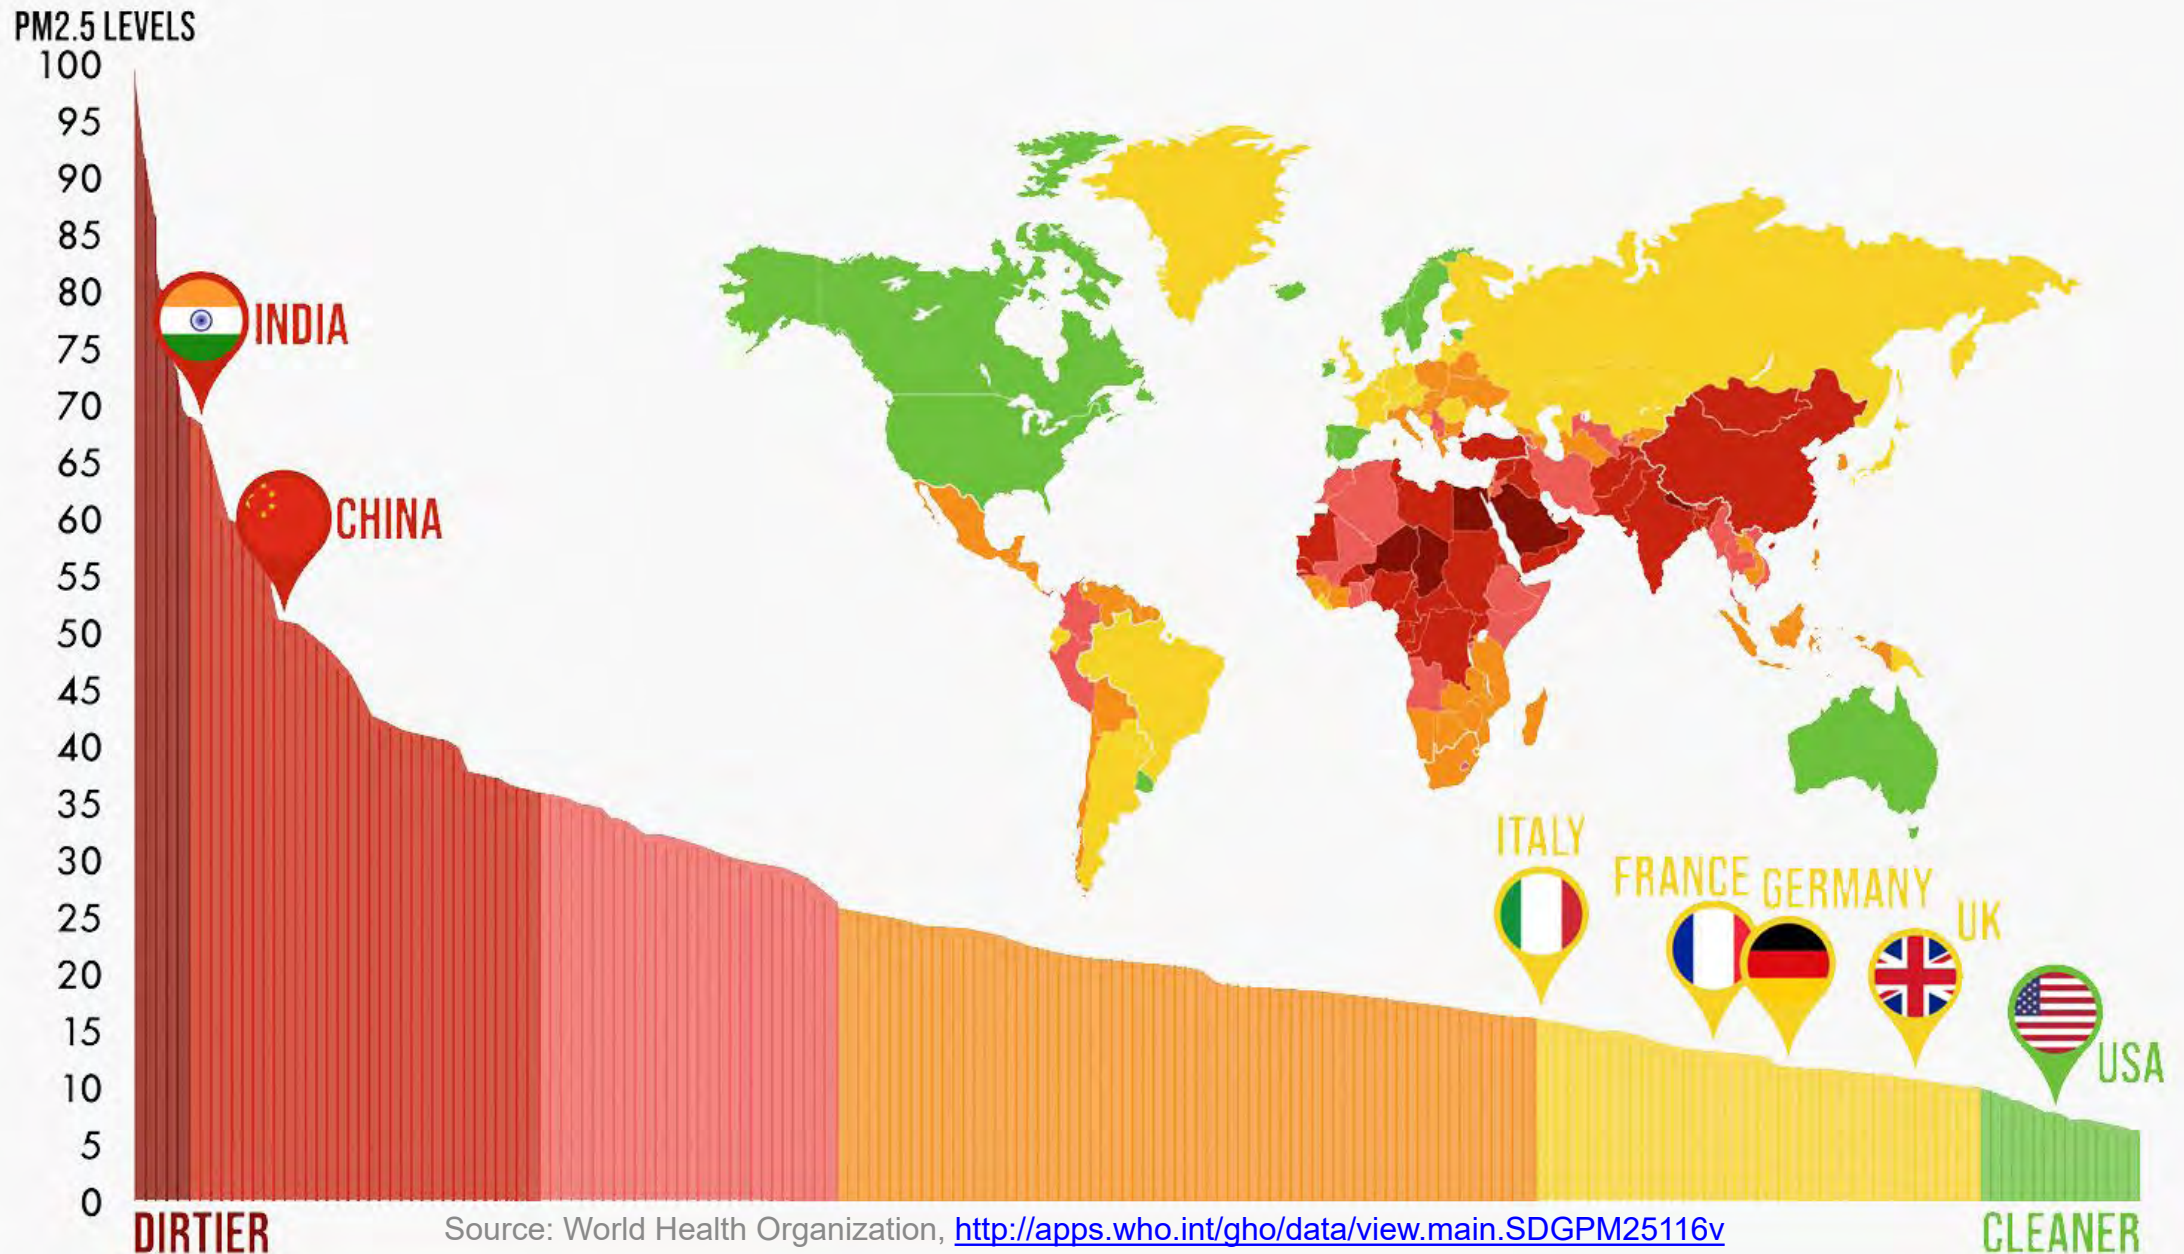 PM2.5 LEVELS
100
95
90
85
80
75
70
65
60
55
50
45
40
35
30
25
20
15
10
5
0
INDIA
CHINA
ITALY
FRANCE
GERMANY
UK
USA
DIRTIER
Source: World Health Organization, http://apps.who.int/gho/data/view.main.SDGPM25116v
CLEANER